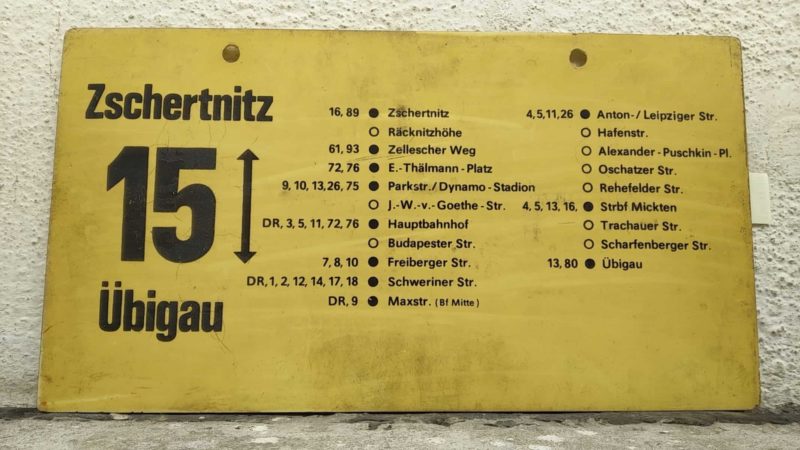 Zschertnitz
15
Übigau
16, 89 ● Zschertnitz
○ Räcknitzhöhe
61, 93 ● Zellescher Weg
72, 76 ● E.-Thälmann-Platz
9, 10, 13, 26, 75 ● Parkstr./Dynamo-Stadion
○ J.-W.-v.-Goethe-Str.
DR, 3, 5, 11, 72, 76 ● Hauptbahnhof
○ Budapester Str.
7, 8, 10 ● Freiberger Str.
DR, 1, 2, 12, 14, 17, 18 ● Schweriner Str.
DR, 9 ● Maxstr. (Bf Mitte)
4, 5, 11, 26 ● Anton-/Leipziger Str.
○ Hafenstr.
○ Alexander-Puschkin-Pl.
○ Oschatzer Str.
○ Rehefelder Str.
4, 5, 13, 16, ● Strbf Mickten
○ Trachauer Str.
○ Scharfenberger Str.
13, 80 ● Übigau